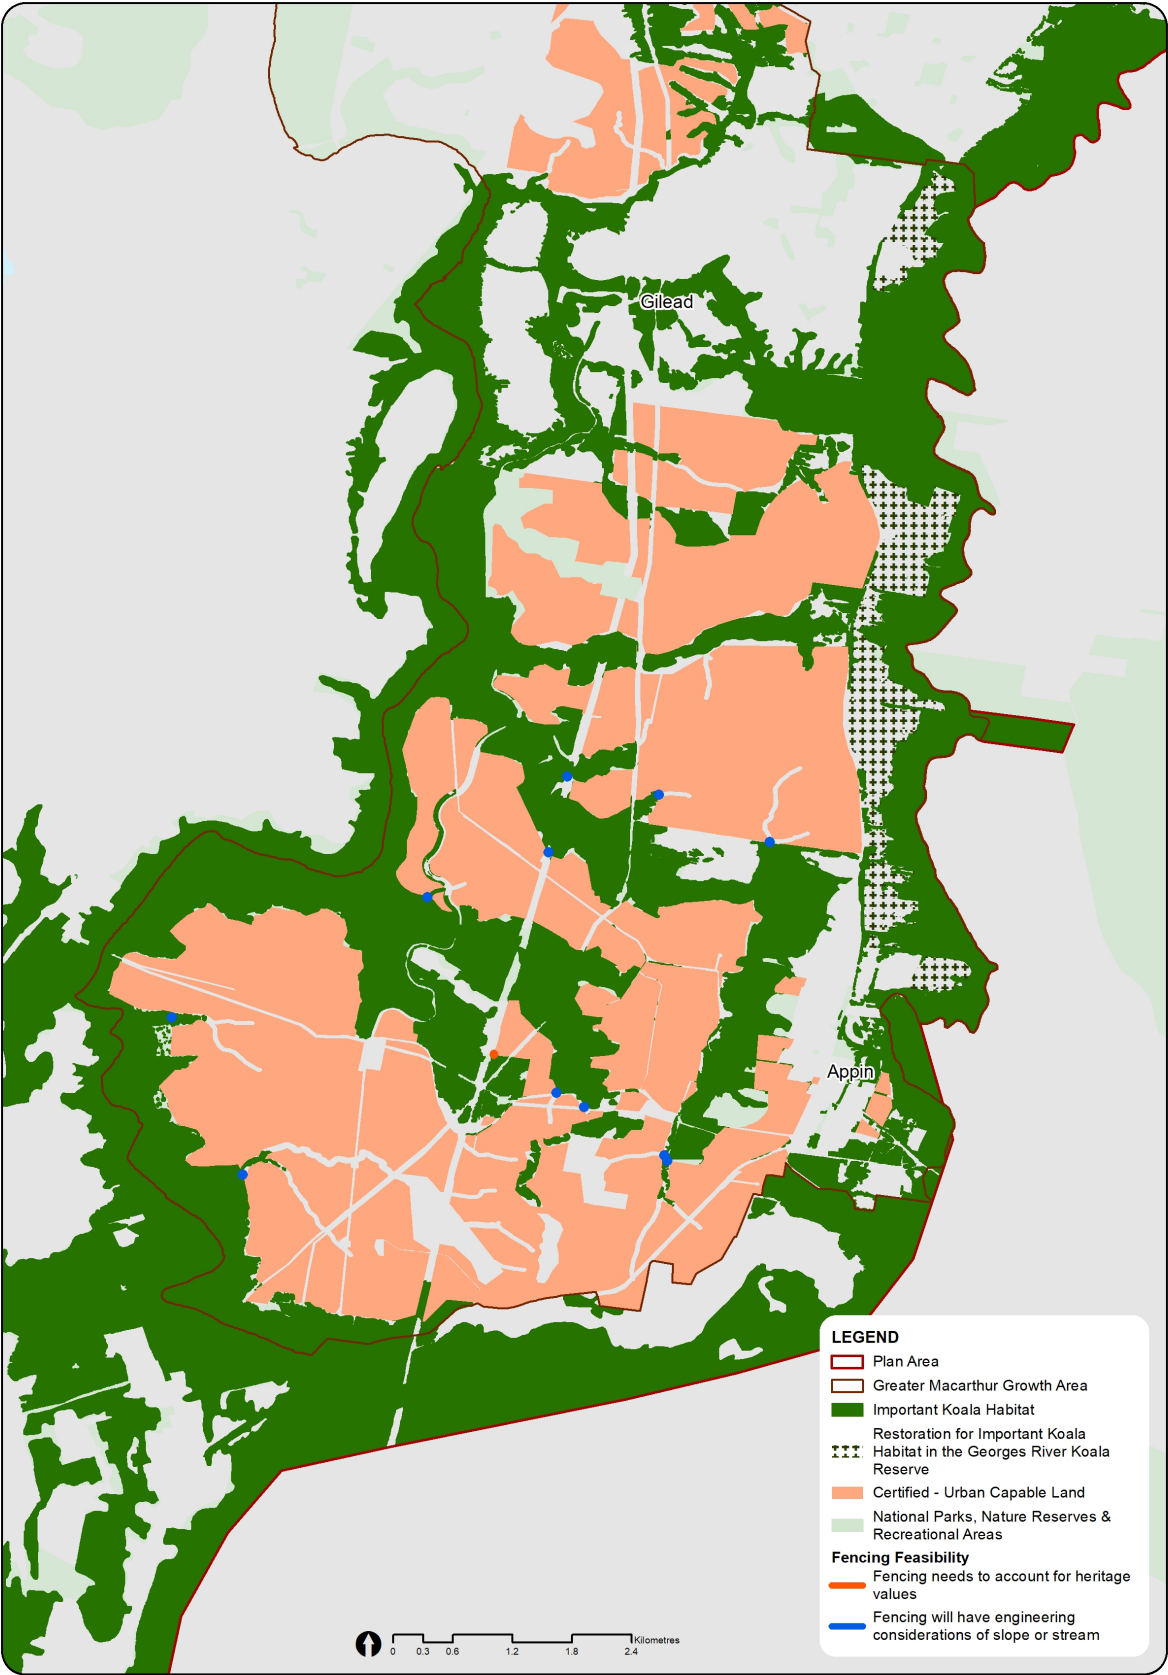 Gilead
Appin
LEGEND
Plan Area
Greater Macarthur Growth Area
Important Koala Habitat
Restoration for Important Koala
Habitat in the Georges River Koala
Reserve
Certified - Urban Capable Land
National Parks, Nature Reserves &
Recreational Areas
Fencing Feasibility
Fencing needs to account for heritage
values
Fencing will have engineering
considerations of slope or stream
Kilometres
0 0.3 0.6 1.2 1.8 2.4